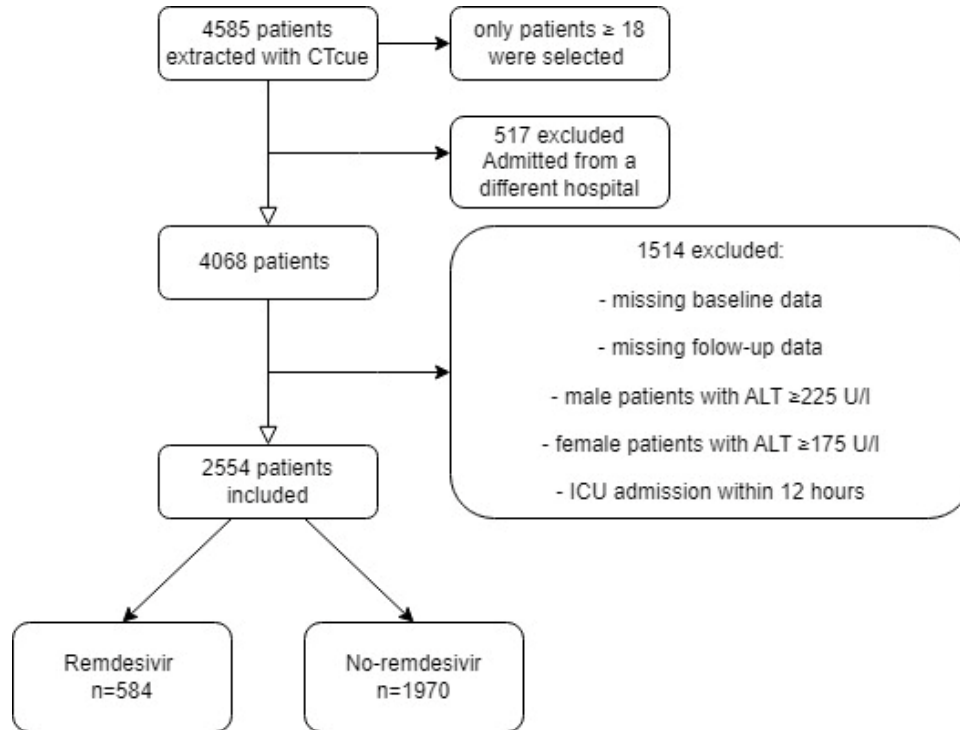 4585 patients
extracted with CTcue
only patients ≥ 18
were selected
517 excluded
Admitted from a
different hospital
4068 patients
1514 excluded:
- missing baseline data
- missing folow-up data
- male patients with ALT ≥225 U/l
- female patients with ALT ≥175 U/l
- ICU admission within 12 hours
2554 patients
included
Remdesivir
n=584
No-remdesivir
n=1970